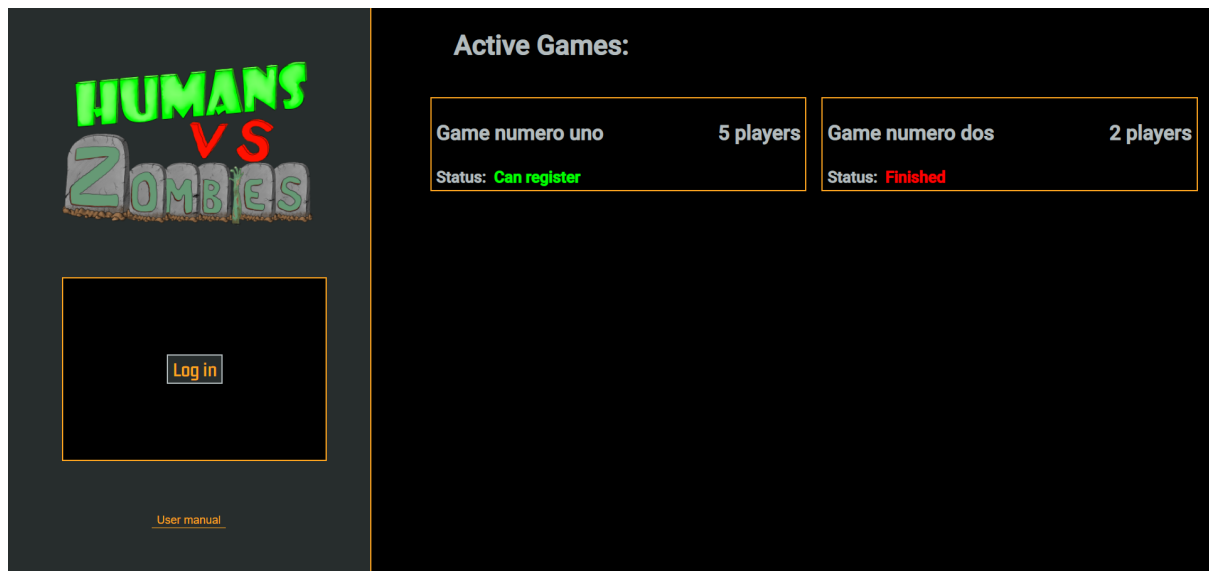 HUMANS
VS
ZOMBIES
Log in
User manual
Active Games:
Game numero uno 5 players
Status: Can register
Game numero dos 2 players
Status: Finished